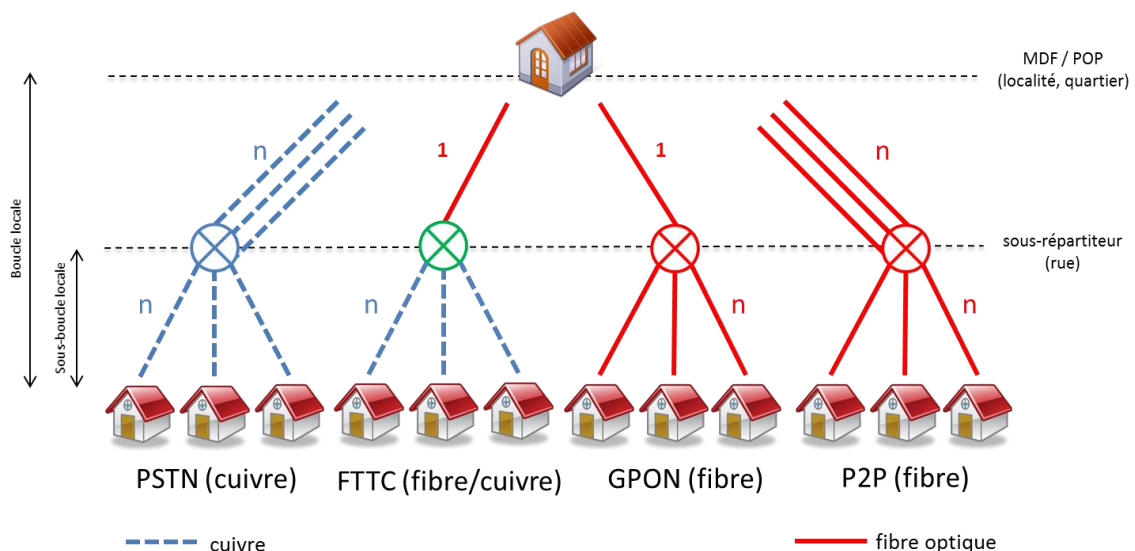 MDF / POP
(localité, quartier)
n
1
1
n
Boucle locale
sous-répartiteur
(rue)
Sous-boucle locale
n
n
n
n
PSTN (cuivre)
FTTC (fibre/cuivre)
GPON (fibre)
P2P (fibre)
cuivre
fibre optique